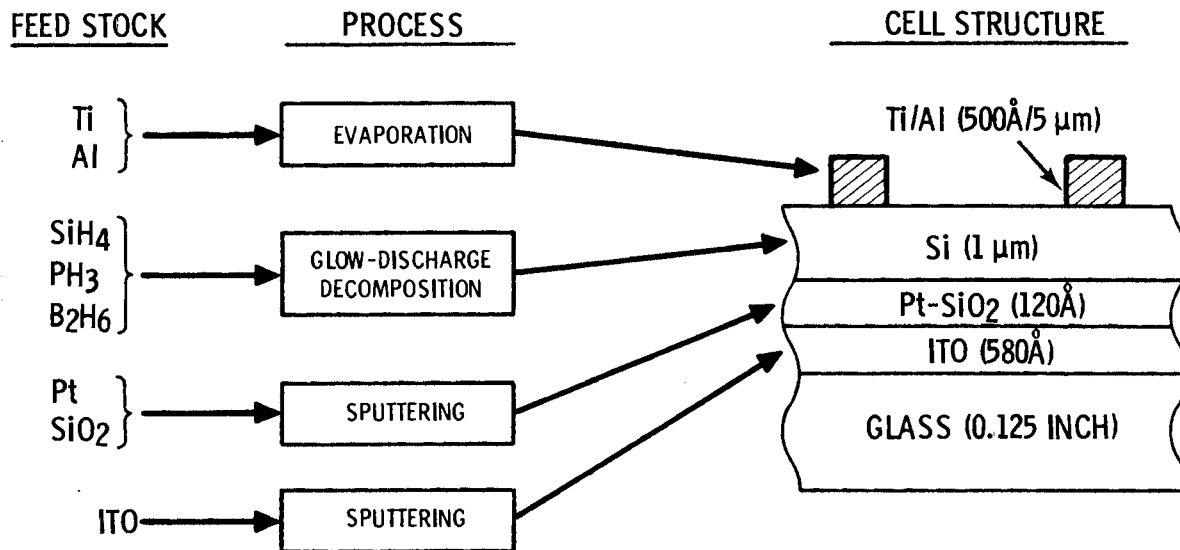 FEED STOCK
PROCESS
CELL STRUCTURE
Ti
Al
EVAPORATION
Ti/Al (500Å/5 μm)
SiH4
PH3
B2H6
GLOW-DISCHARGE
DECOMPOSITION
Si (1 μm)
Pt-SiO2 (120Å)
ITO (580Å)
GLASS (0.125 INCH)
Pt
SiO2
SPUTTERING
ITO
SPUTTERING